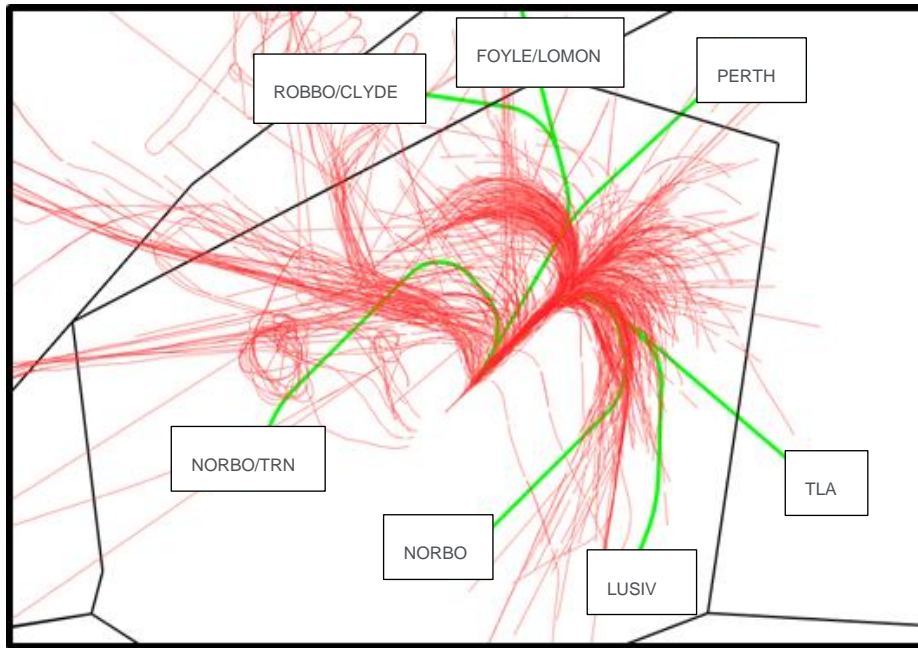 FOYLE/LOMON
ROBBO/CLYDE
PERTH
NORBO/TRN
TLA
NORBO
LUSIV